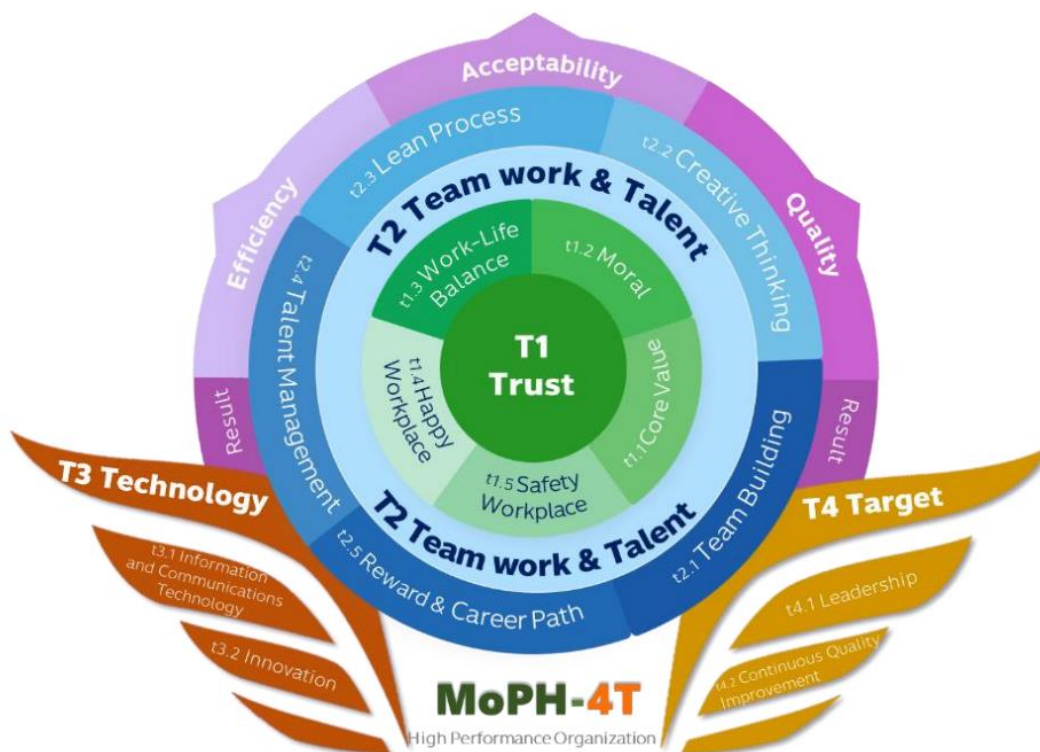 Acceptability
Efficiency
Quality
Result
Result
t2.3 Lean Process
t2.2 Creative Thinking
t2.4 Talent Management
t2.1 Team Building
t2.5 Reward & Career Path
T2 Team work & Talent
T2 Team work & Talent
t1.3 Work-Life
Balance
t1.2 Moral
t1.4 Happy
Workplace
t1.1 Core Value
t1.5 Safety
Workplace
T1
Trust
T3 Technology
t3.1 Information
and Communications
Technology
t3.2 Innovation
T4 Target
t4.1 Leadership
t4.2 Continuous Quality
Improvement
MoPH-4T
High Performance Organization